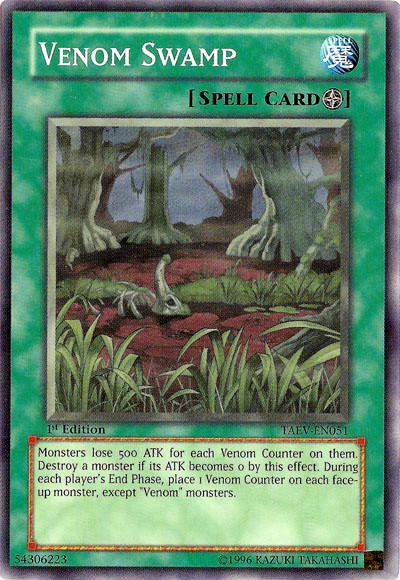 VENOM SWAMP
魔
[SPELL CARD]
1st Edition
TAEV-EN051
Monsters lose 500 ATK for each Venom Counter on them.
Destroy a monster if its ATK becomes 0 by this effect. During
each player's End Phase, place 1 Venom Counter on each face-
up monster, except "Venom" monsters.
54306223
©1996 KAZUKI TAKAHASHI